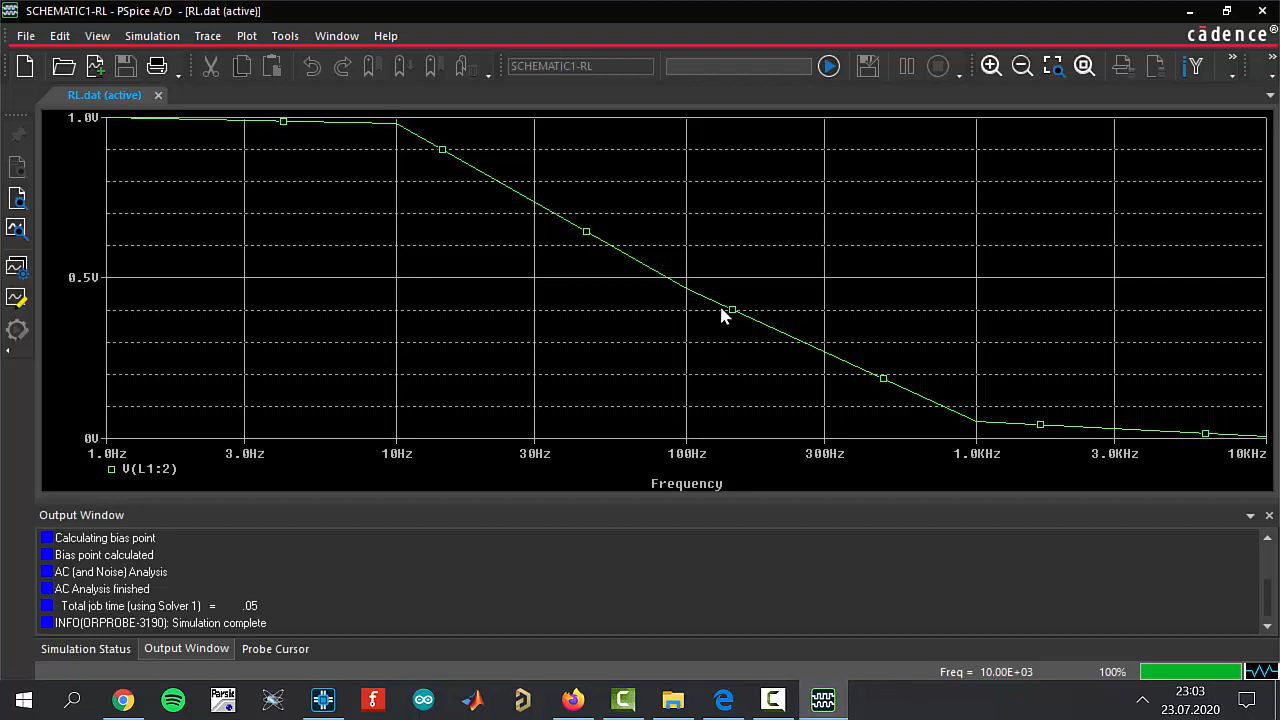 SCHEMATIC1-RL - PSpice A/D - [RL.dat (active)]
File Edit View Simulation Trace Plot Tools Window Help
cādence®
SCHEMATIC1-RL
RL.dat (active)
1.0V
0.5V
0V
1.0Hz 3.0Hz 10Hz 30Hz 100Hz 300Hz 1.0KHz 3.0KHz 10KHz
V(L1:2)
Frequency
Output Window
Calculating bias point
Bias point calculated
AC (and Noise) Analysis
AC Analysis finished
Total job time (using Solver 1) = .05
INFO(ORPROBE-3190): Simulation complete
Simulation Status Output Window Probe Cursor
Freq = 10.00E+03 100%
Parsk
23:03
23.07.2020